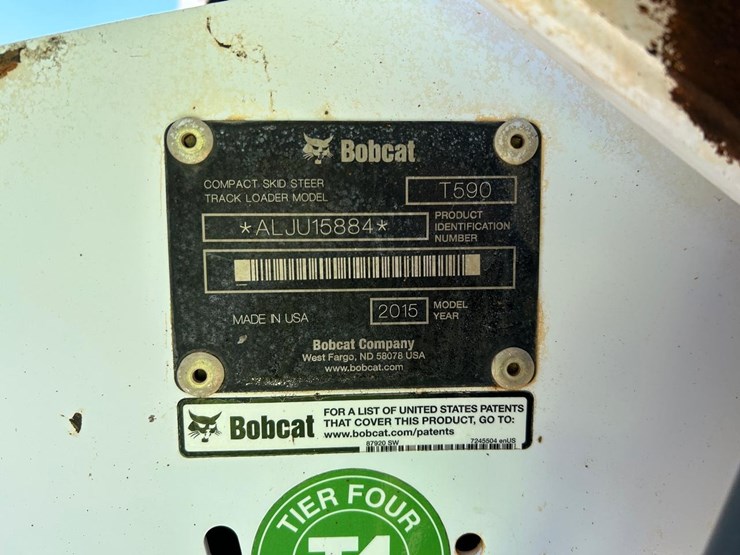 Bobcat
COMPACT SKID STEER
TRACK LOADER MODEL
T590
*ALJU15884*
PRODUCT
IDENTIFICATION
NUMBER
MADE IN USA
2015
MODEL
YEAR
Bobcat Company
West Fargo, ND 58078 USA
www.bobcat.com
Bobcat
FOR A LIST OF UNITED STATES PATENTS
THAT COVER THIS PRODUCT, GO TO:
www.bobcat.com/patents
87920 SW
7245504 enUS
TIER FOUR
T4